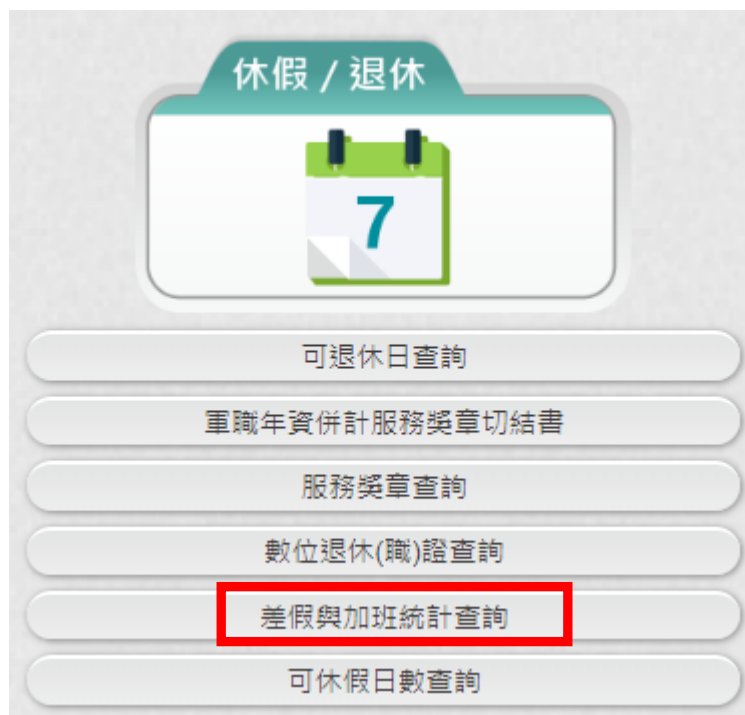 休假 / 退休
7
可退休日查詢
軍職年資併計服務獎章切結書
服務獎章查詢
數位退休(職)證查詢
差假與加班統計查詢
可休假日數查詢